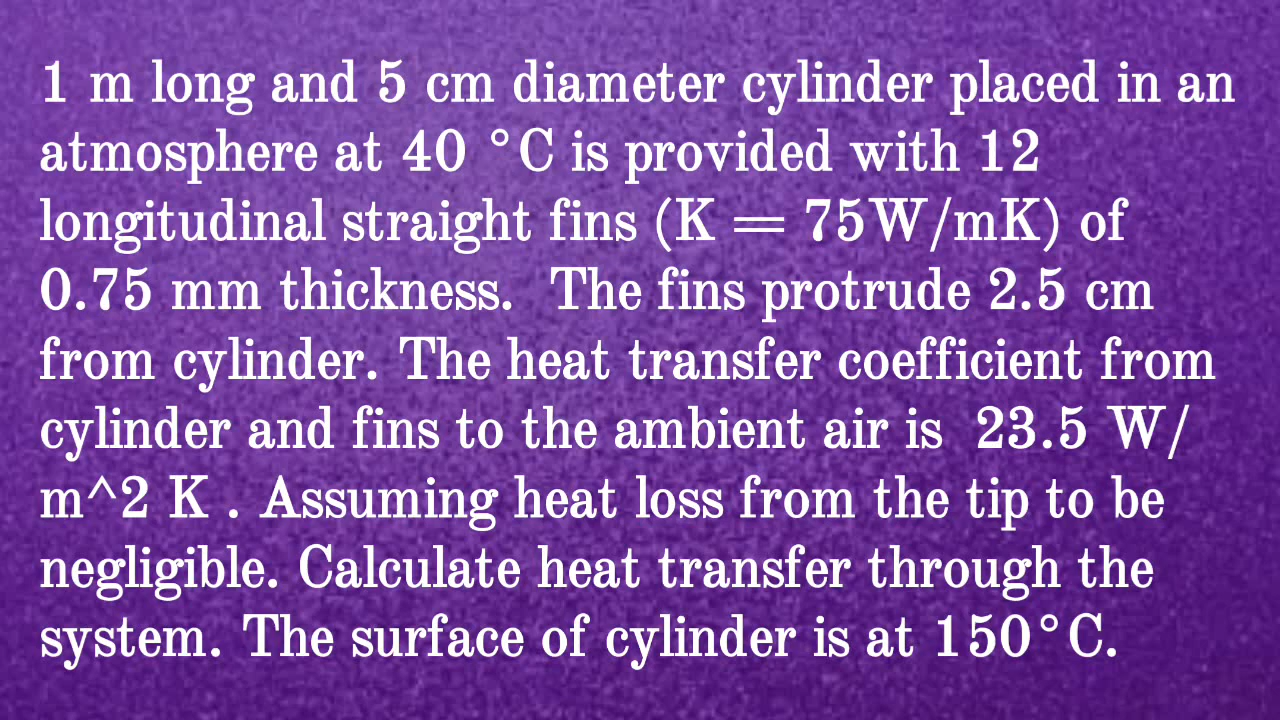 1 m long and 5 cm diameter cylinder placed in an
atmosphere at 40 °C is provided with 12
longitudinal straight fins (K = 75W/mK) of
0.75 mm thickness.  The fins protrude 2.5 cm
from cylinder. The heat transfer coefficient from
cylinder and fins to the ambient air is  23.5 W/
m^2 K . Assuming heat loss from the tip to be
negligible. Calculate heat transfer through the
system. The surface of cylinder is at 150°C.